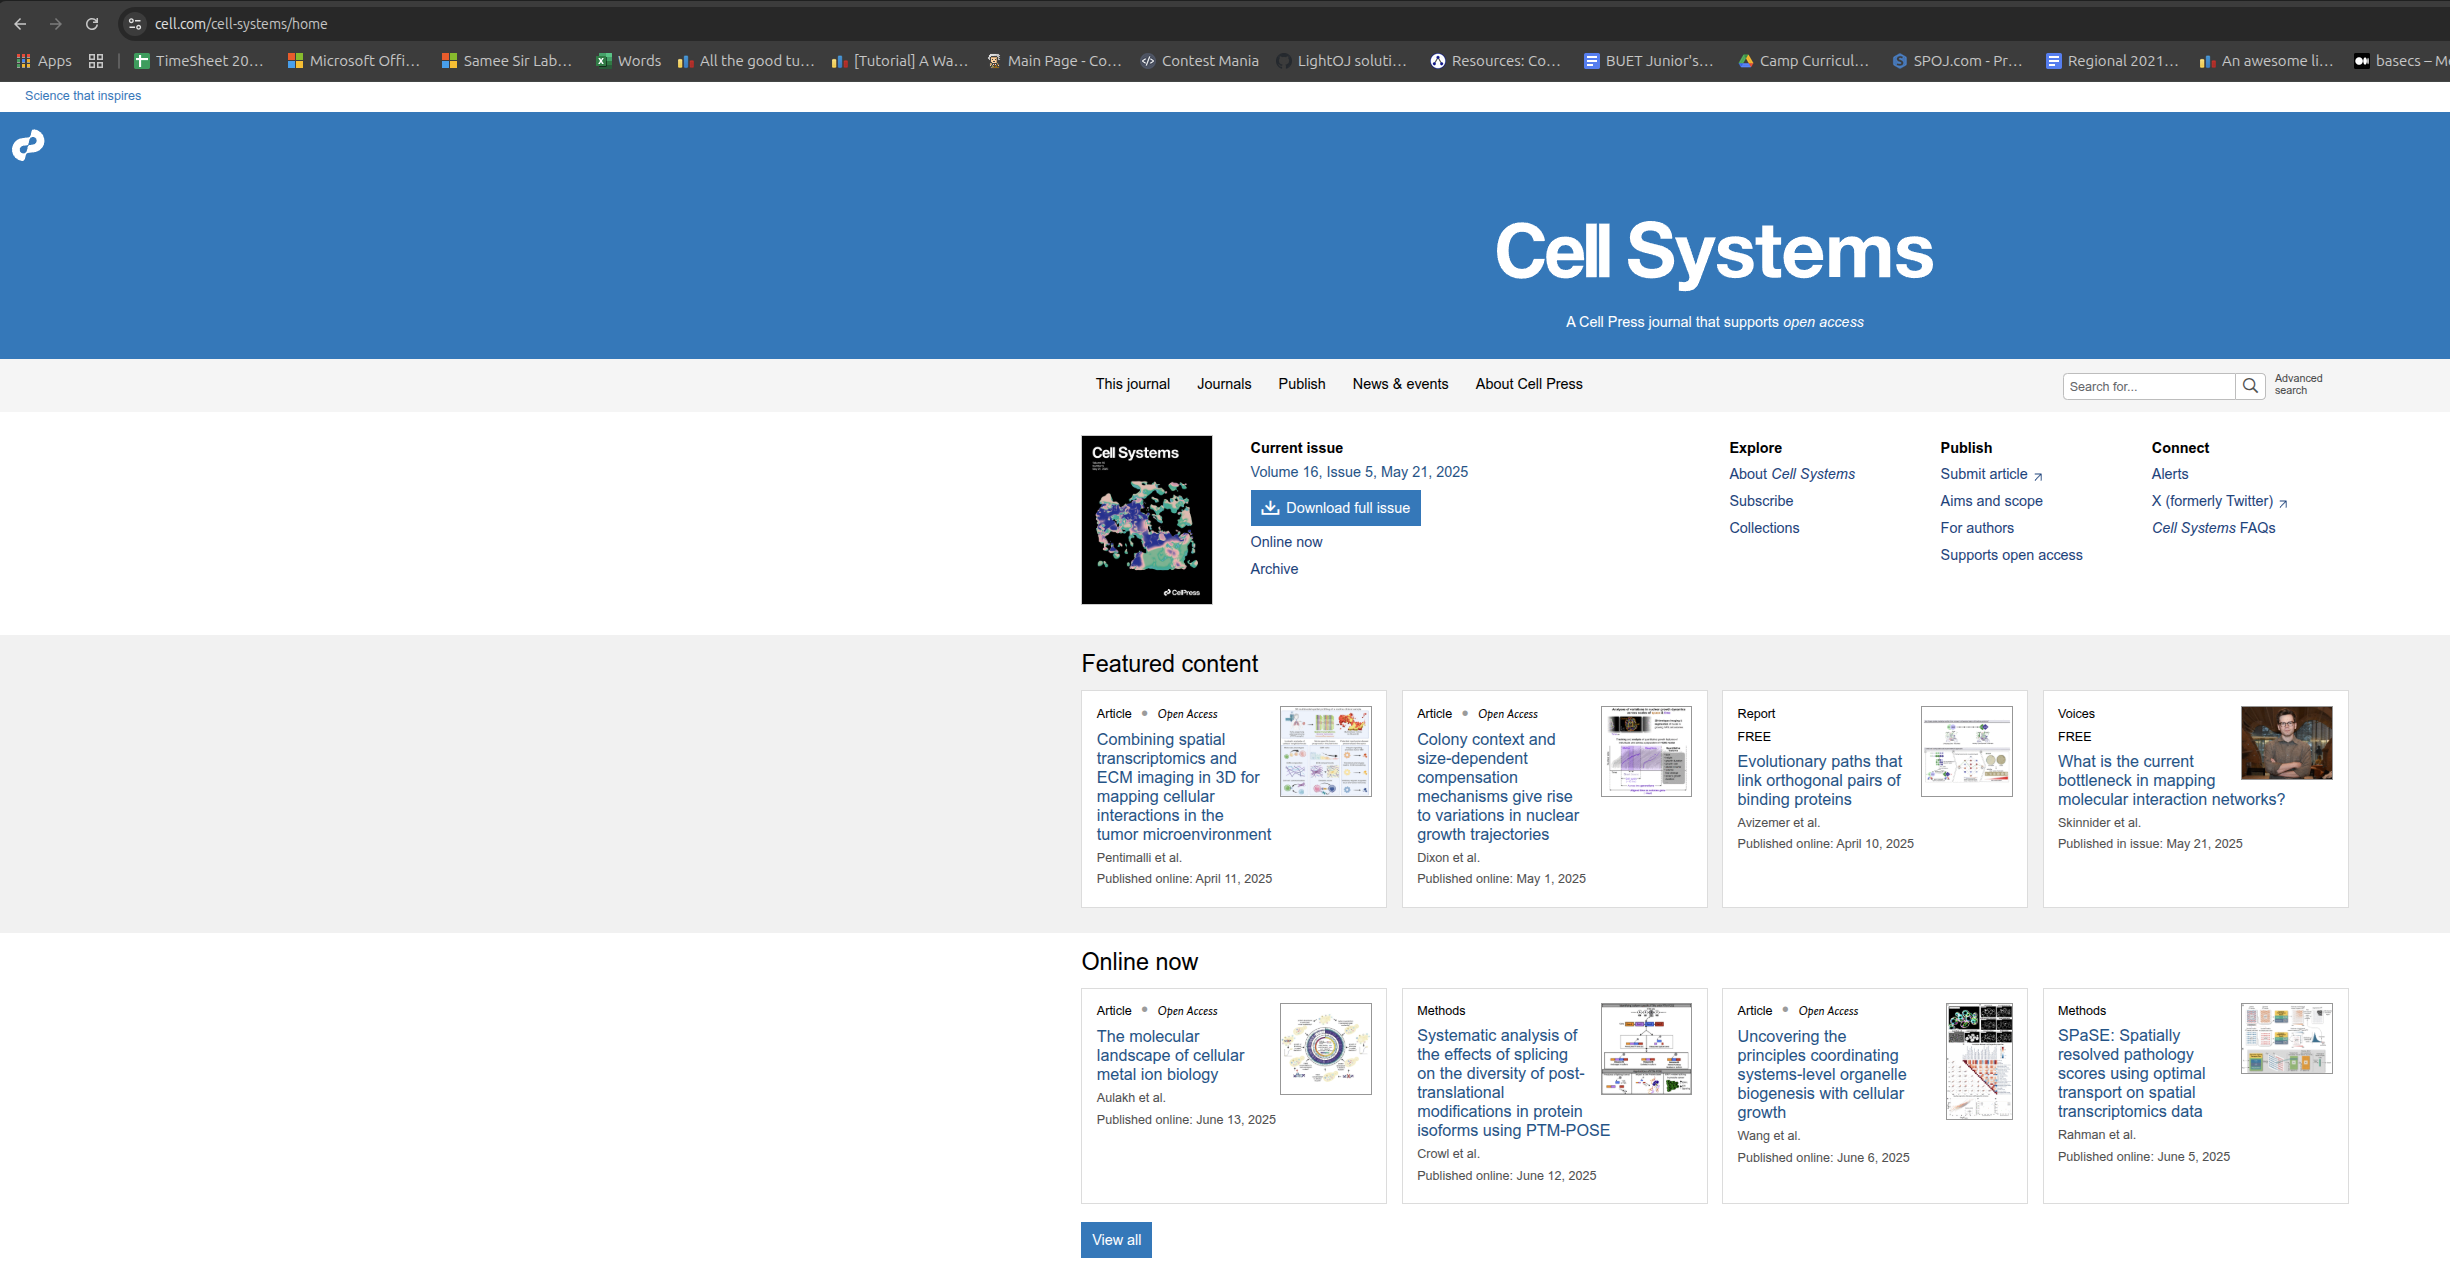 cell.com/cell-systems/home
Apps
TimeSheet 20...
Microsoft Offi...
Samee Sir Lab...
Words
All the good tu...
[Tutorial] A Wa...
Main Page - Co...
Contest Mania
LightOJ soluti...
Resources: Co...
BUET Junior's...
Camp Curricul...
SPOJ.com - Pr...
Regional 2021...
An awesome li...
basecs – M
Science that inspires
Cell Systems
A Cell Press journal that supports open access
This journal
Journals
Publish
News & events
About Cell Press
Search for...
Advanced
search
Cell Systems
CellPress
Current issue
Volume 16, Issue 5, May 21, 2025
Download full issue
Online now
Archive
Explore
About Cell Systems
Subscribe
Collections
Publish
Submit article
Aims and scope
For authors
Supports open access
Connect
Alerts
X (formerly Twitter)
Cell Systems FAQs
Featured content
Article • Open Access
Combining spatial
transcriptomics and
ECM imaging in 3D for
mapping cellular
interactions in the
tumor microenvironment
Pentimalli et al.
Published online: April 11, 2025
Article • Open Access
Colony context and
size-dependent
compensation
mechanisms give rise
to variations in nuclear
growth trajectories
Dixon et al.
Published online: May 1, 2025
Report
FREE
Evolutionary paths that
link orthogonal pairs of
binding proteins
Avizemer et al.
Published online: April 10, 2025
Voices
FREE
What is the current
bottleneck in mapping
molecular interaction networks?
Skinnider et al.
Published in issue: May 21, 2025
Online now
Article • Open Access
The molecular
landscape of cellular
metal ion biology
Aulakh et al.
Published online: June 13, 2025
Methods
Systematic analysis of
the effects of splicing
on the diversity of post-
translational
modifications in protein
isoforms using PTM-POSE
Crowl et al.
Published online: June 12, 2025
Article • Open Access
Uncovering the
principles coordinating
systems-level organelle
biogenesis with cellular
growth
Wang et al.
Published online: June 6, 2025
Methods
SPaSE: Spatially
resolved pathology
scores using optimal
transport on spatial
transcriptomics data
Rahman et al.
Published online: June 5, 2025
View all